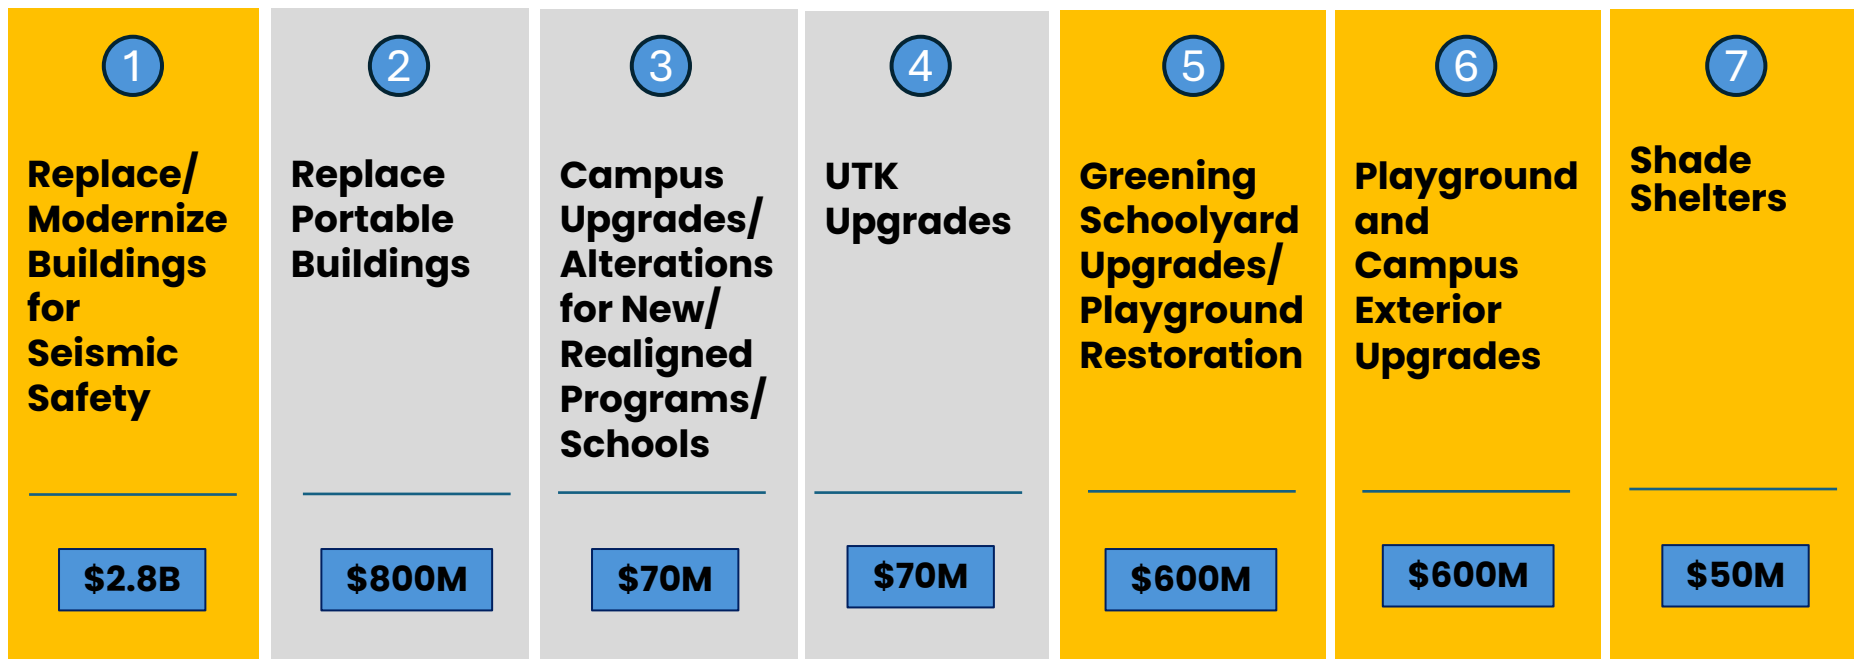 1
Replace/
Modernize
Buildings
for
Seismic
Safety
$2.8B
2
Replace
Portable
Buildings
$800M
3
Campus
Upgrades/
Alterations
for New/
Realigned
Programs/
Schools
$70M
4
UTK
Upgrades
$70M
5
Greening
Schoolyard
Upgrades/
Playground
Restoration
$600M
6
Playground
and
Campus
Exterior
Upgrades
$600M
7
Shade
Shelters
$50M